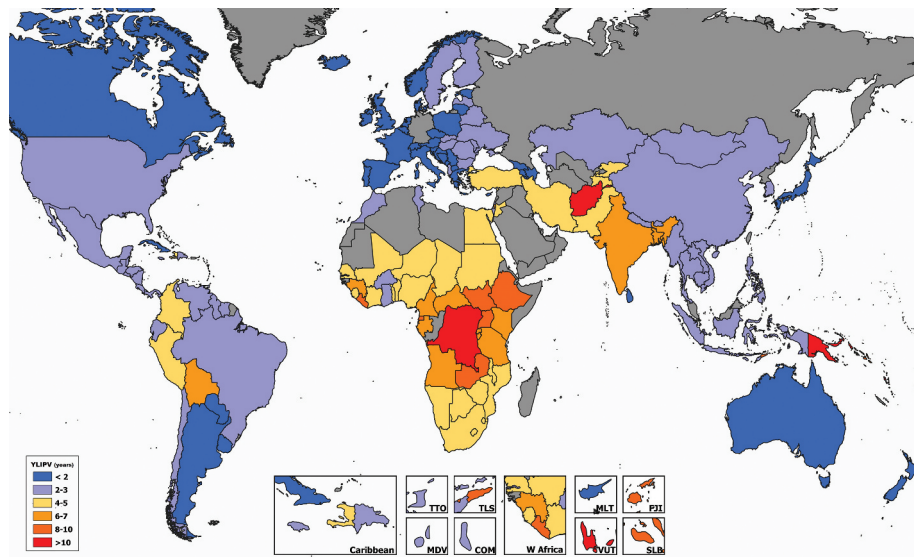 YLIPV (years)
< 2
2-3
4-5
6-7
8-10
>10
Caribbean
TTO
TLS
MDV
COM
W Africa
MLT
FJI
VUT
SLB